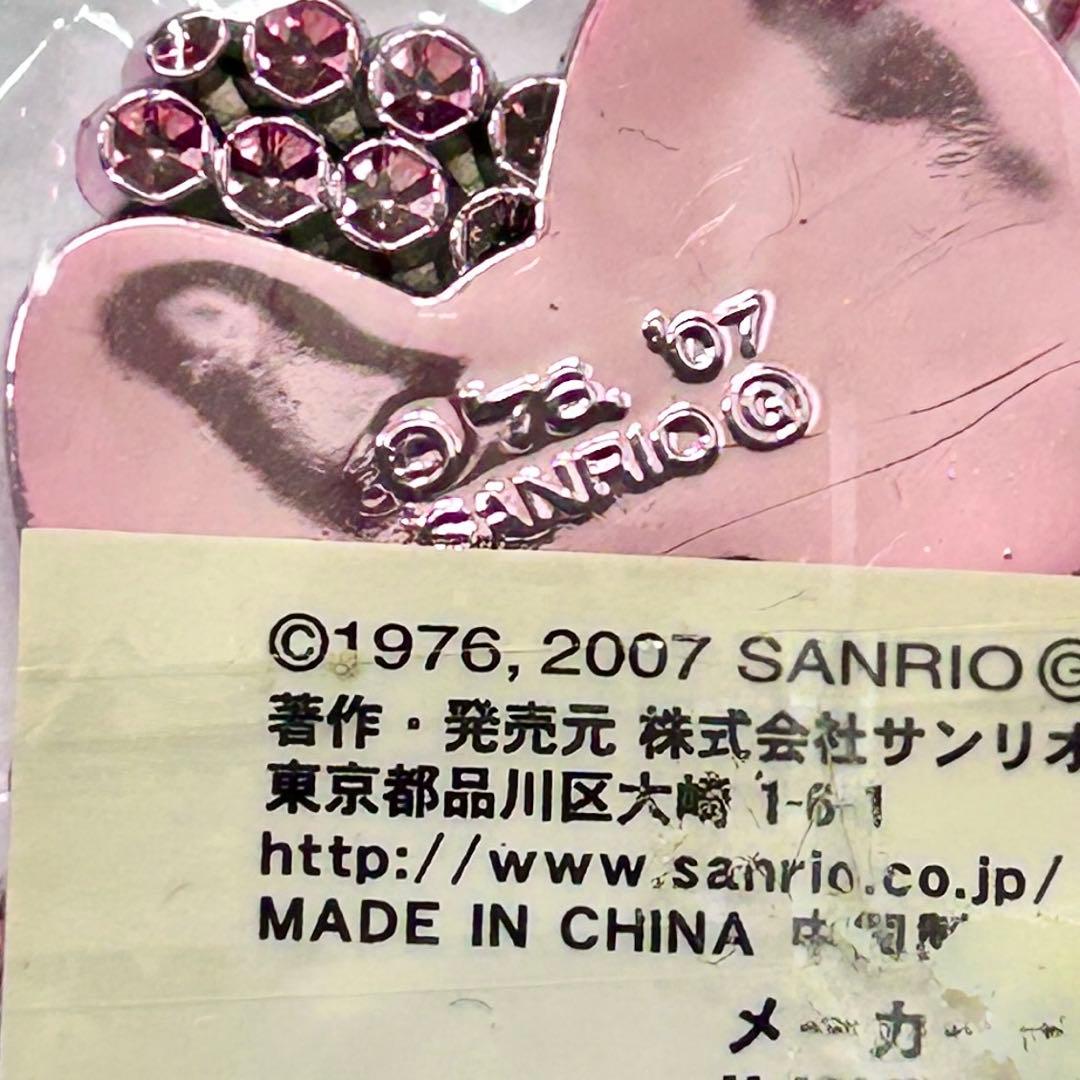 ©'76, '07
SANRIO Ⓖ
©1976, 2007 SANRIO Ⓖ
著作・発売元 株式会社サンリオ
東京都品川区大崎 1-6-1
http://www.sanrio.co.jp/
MADE IN CHINA